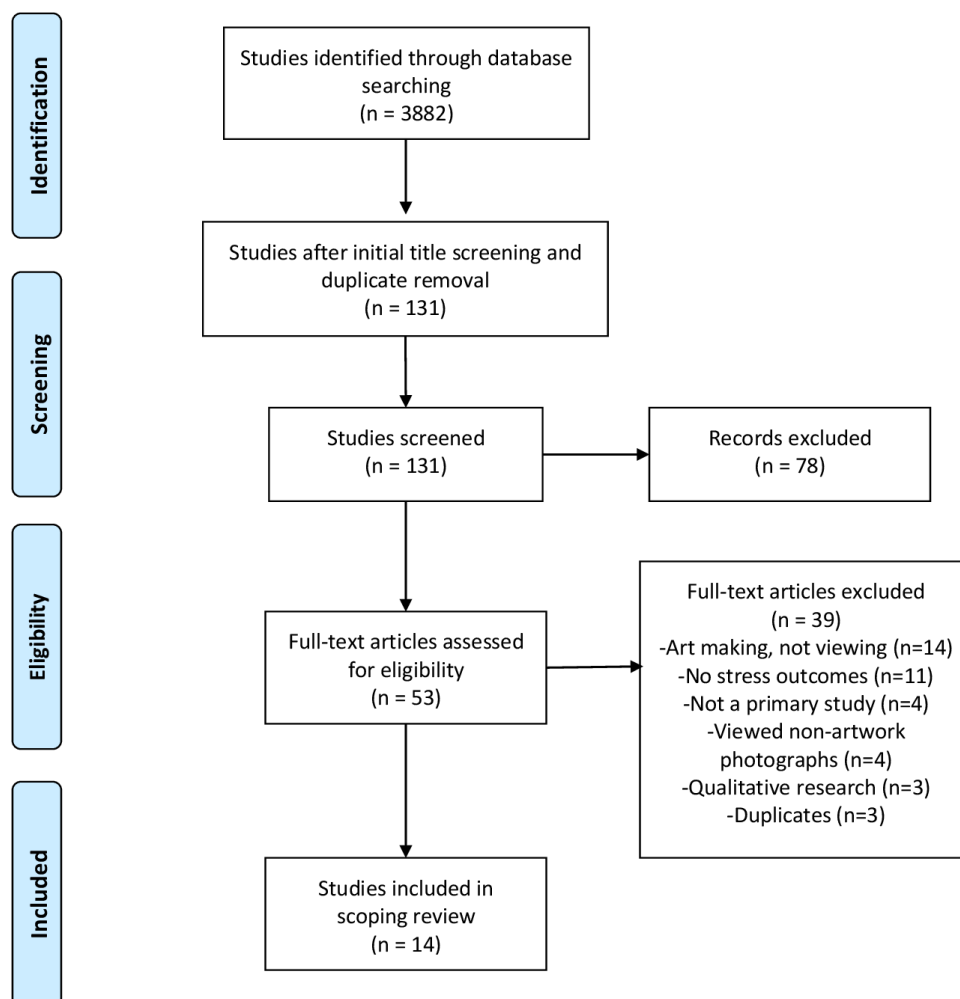 Identification
Studies identified through database
searching
(n = 3882)
Studies after initial title screening and
duplicate removal
(n = 131)
Screening
Studies screened
(n = 131)
Records excluded
(n = 78)
Eligibility
Full-text articles assessed
for eligibility
(n = 53)
Full-text articles excluded
(n = 39)
-Art making, not viewing (n=14)
-No stress outcomes (n=11)
-Not a primary study (n=4)
-Viewed non-artwork
photographs (n=4)
-Qualitative research (n=3)
-Duplicates (n=3)
Included
Studies included in
scoping review
(n = 14)